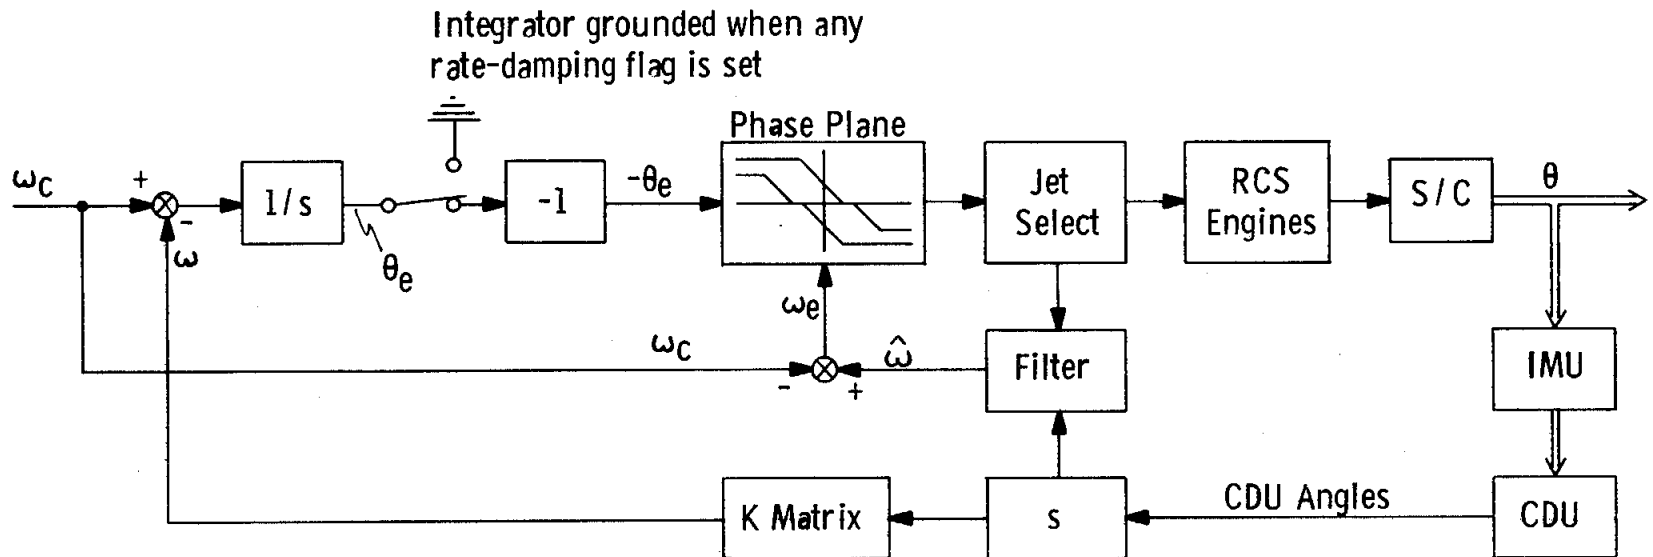 Integrator grounded when any
rate-damping flag is set
Phase Plane
ωc
+
-
ω
1/s
θe
-1
-θe
Jet
Select
RCS
Engines
S/C
θ
ωe
ωc
-
+
ω̂
Filter
IMU
K Matrix
s
CDU Angles
CDU